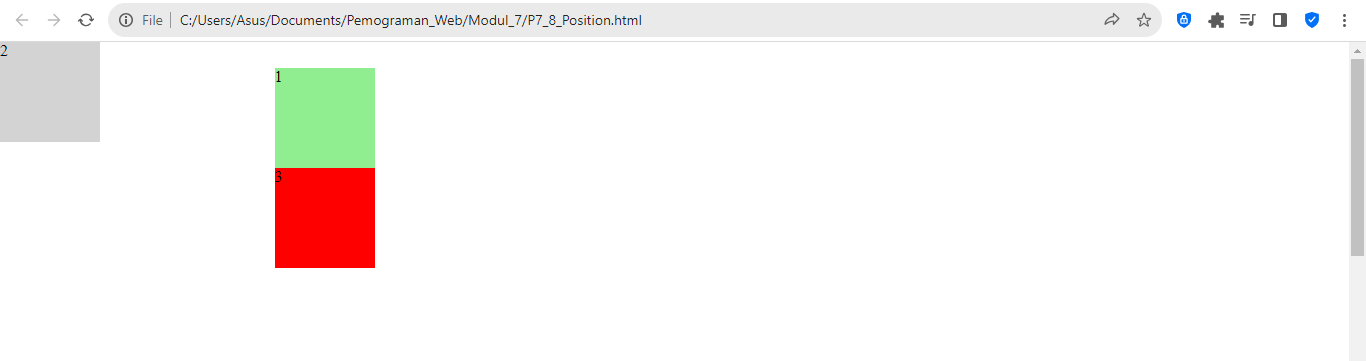 File C:/Users/Asus/Documents/Pemograman_Web/Modul_7/P7_8_Position.html
2
1
3